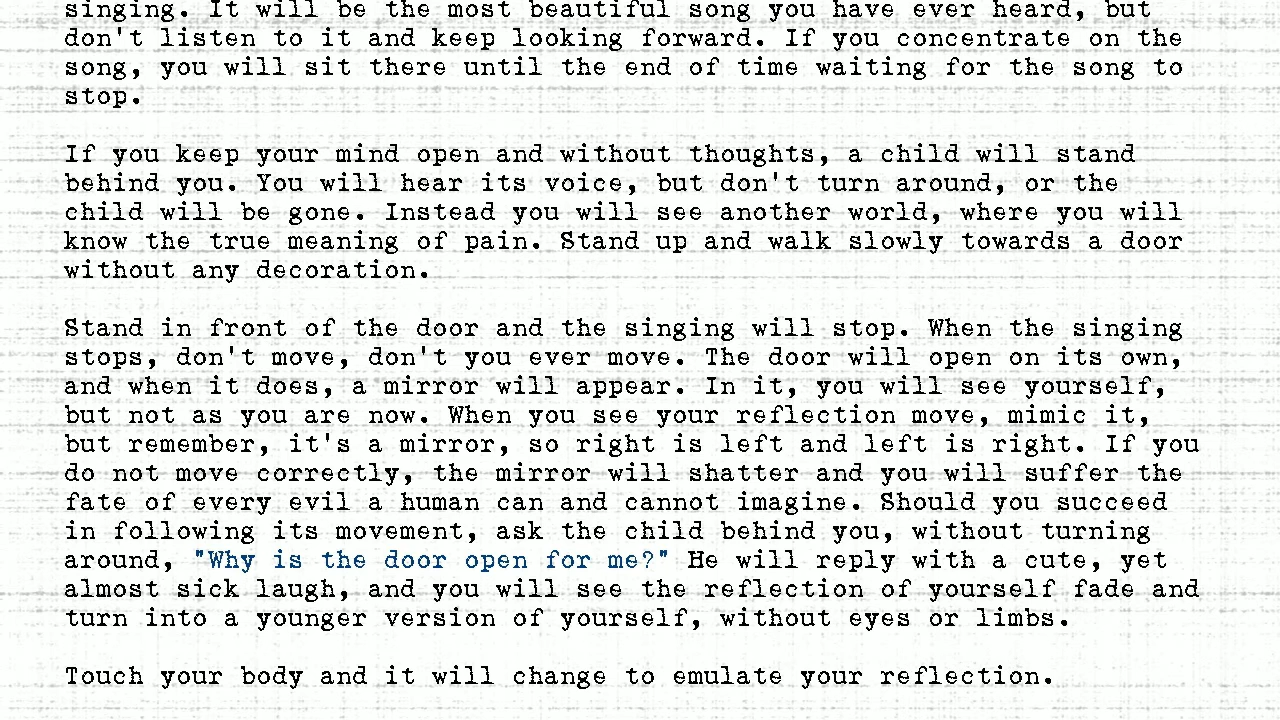 singing. It will be the most beautiful song you have ever heard, but
don't listen to it and keep looking forward. If you concentrate on the
song, you will sit there until the end of time waiting for the song to
stop.
If you keep your mind open and without thoughts, a child will stand
behind you. You will hear its voice, but don't turn around, or the
child will be gone. Instead you will see another world, where you will
know the true meaning of pain. Stand up and walk slowly towards a door
without any decoration.
Stand in front of the door and the singing will stop. When the singing
stops, don't move, don't you ever move. The door will open on its own,
and when it does, a mirror will appear. In it, you will see yourself,
but not as you are now. When you see your reflection move, mimic it,
but remember, it's a mirror, so right is left and left is right. If you
do not move correctly, the mirror will shatter and you will suffer the
fate of every evil a human can and cannot imagine. Should you succeed
in following its movement, ask the child behind you, without turning
around, "Why is the door open for me?" He will reply with a cute, yet
almost sick laugh, and you will see the reflection of yourself fade and
turn into a younger version of yourself, without eyes or limbs.
Touch your body and it will change to emulate your reflection.